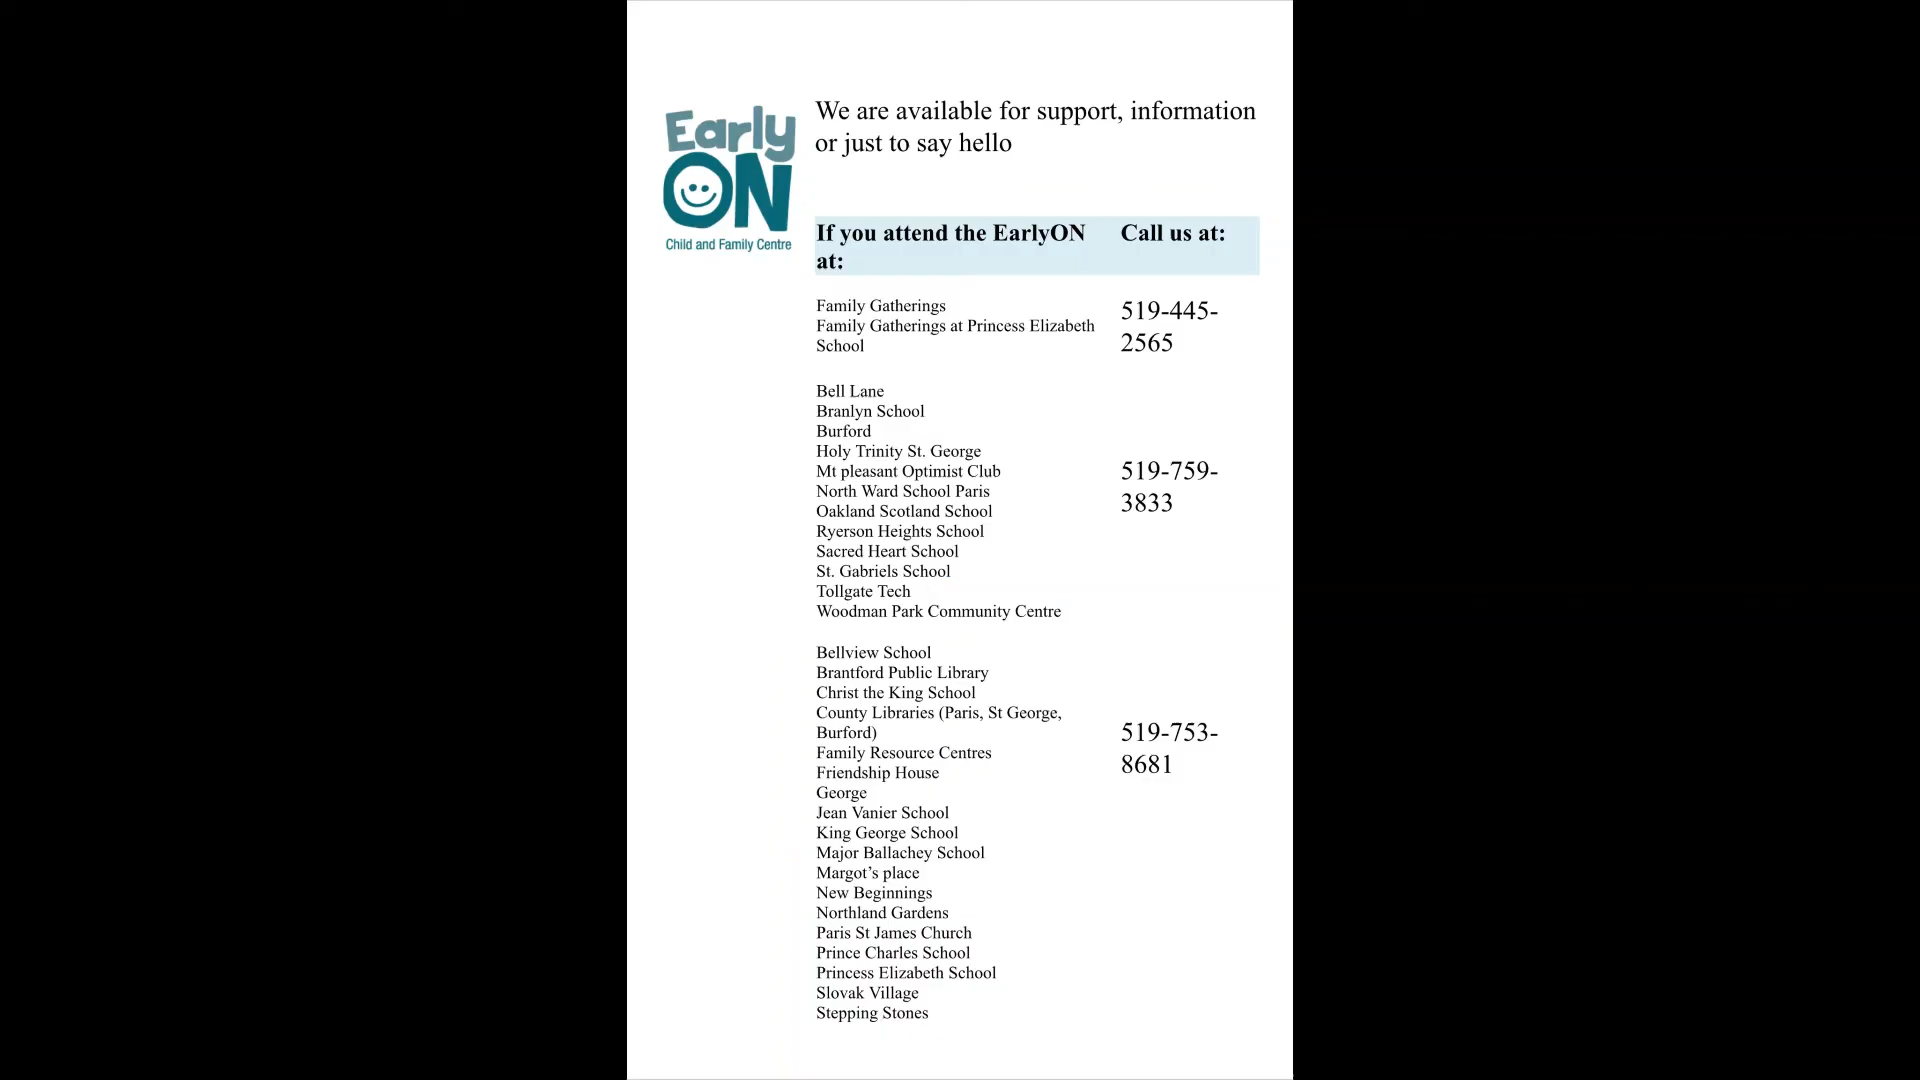 Early
ON
Child and Family Centre
We are available for support, information
or just to say hello
If you attend the EarlyON
at:
Call us at:
Family Gatherings
Family Gatherings at Princess Elizabeth
School
519-445-
2565
Bell Lane
Branlyn School
Burford
Holy Trinity St. George
Mt pleasant Optimist Club
North Ward School Paris
Oakland Scotland School
Ryerson Heights School
Sacred Heart School
St. Gabriels School
Tollgate Tech
Woodman Park Community Centre
519-759-
3833
Bellview School
Brantford Public Library
Christ the King School
County Libraries (Paris, St George,
Burford)
Family Resource Centres
Friendship House
George
Jean Vanier School
King George School
Major Ballachey School
Margot’s place
New Beginnings
Northland Gardens
Paris St James Church
Prince Charles School
Princess Elizabeth School
Slovak Village
Stepping Stones
519-753-
8681